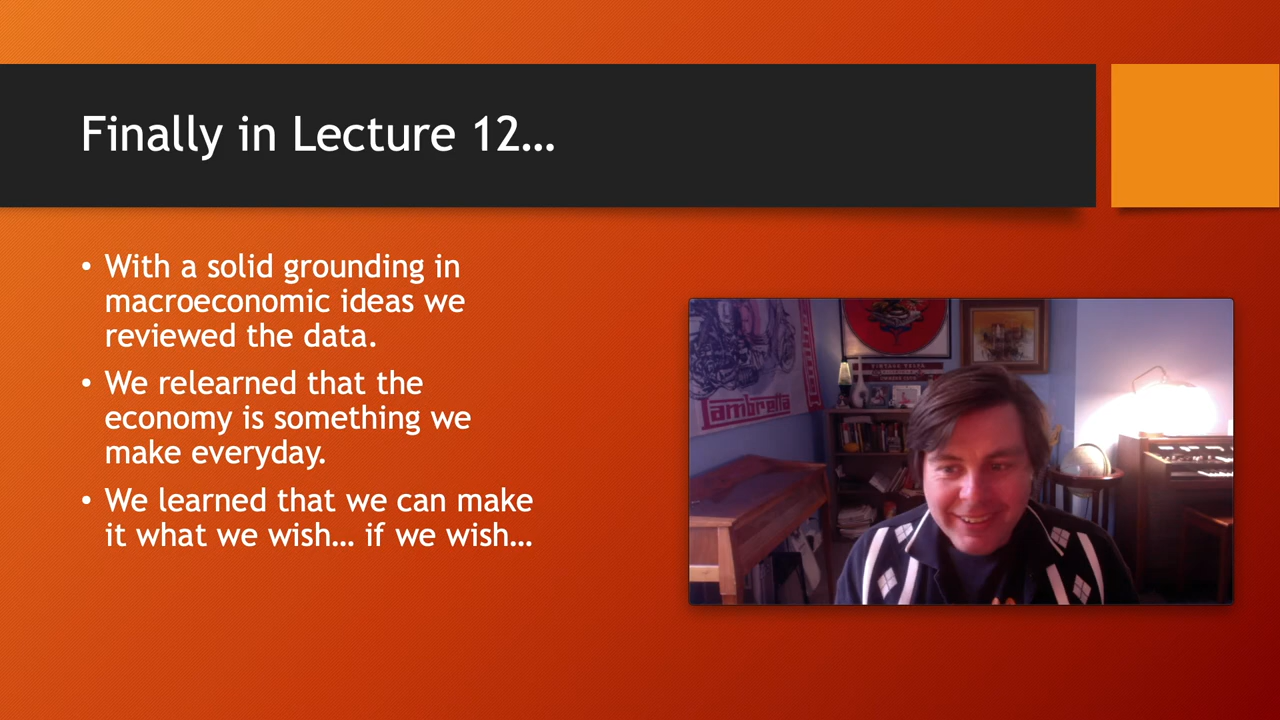 Finally in Lecture 12…
• With a solid grounding in
macroeconomic ideas we
reviewed the data.
• We relearned that the
economy is something we
make everyday.
• We learned that we can make
it what we wish… if we wish…
Lambretta